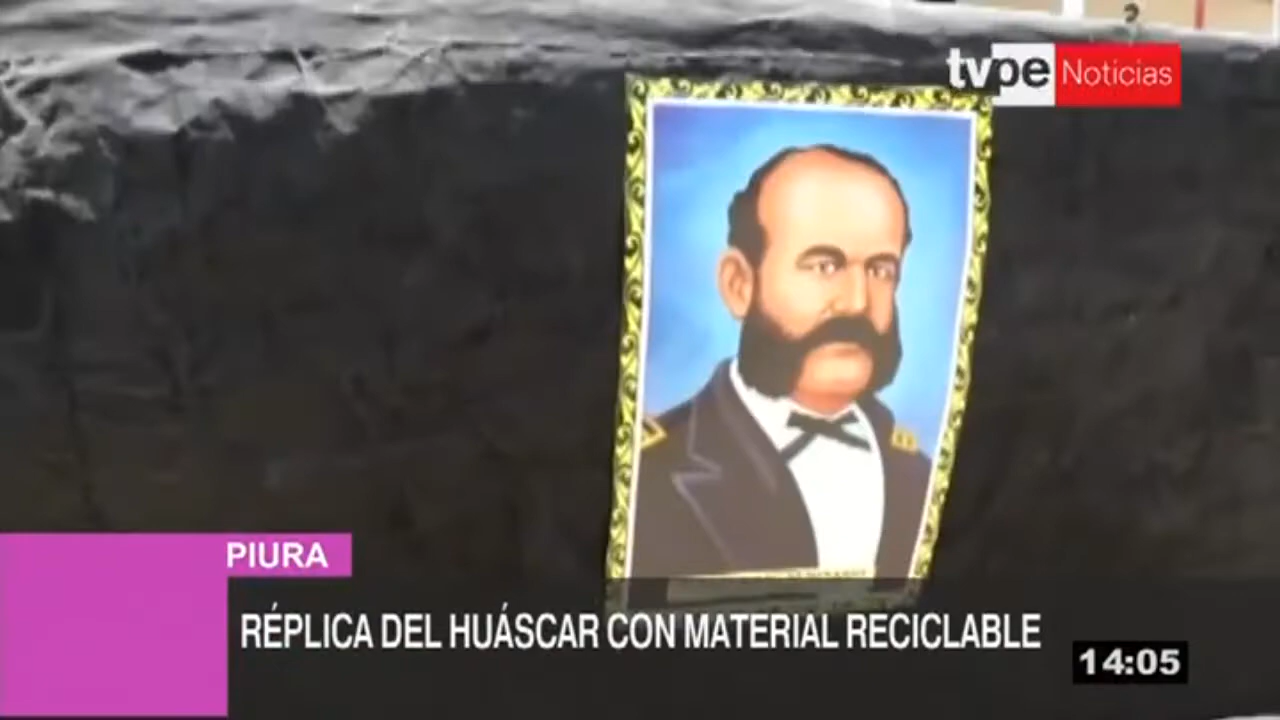 tvpe Noticias
PIURA
RÉPLICA DEL HUÁSCAR CON MATERIAL RECICLABLE
14:05